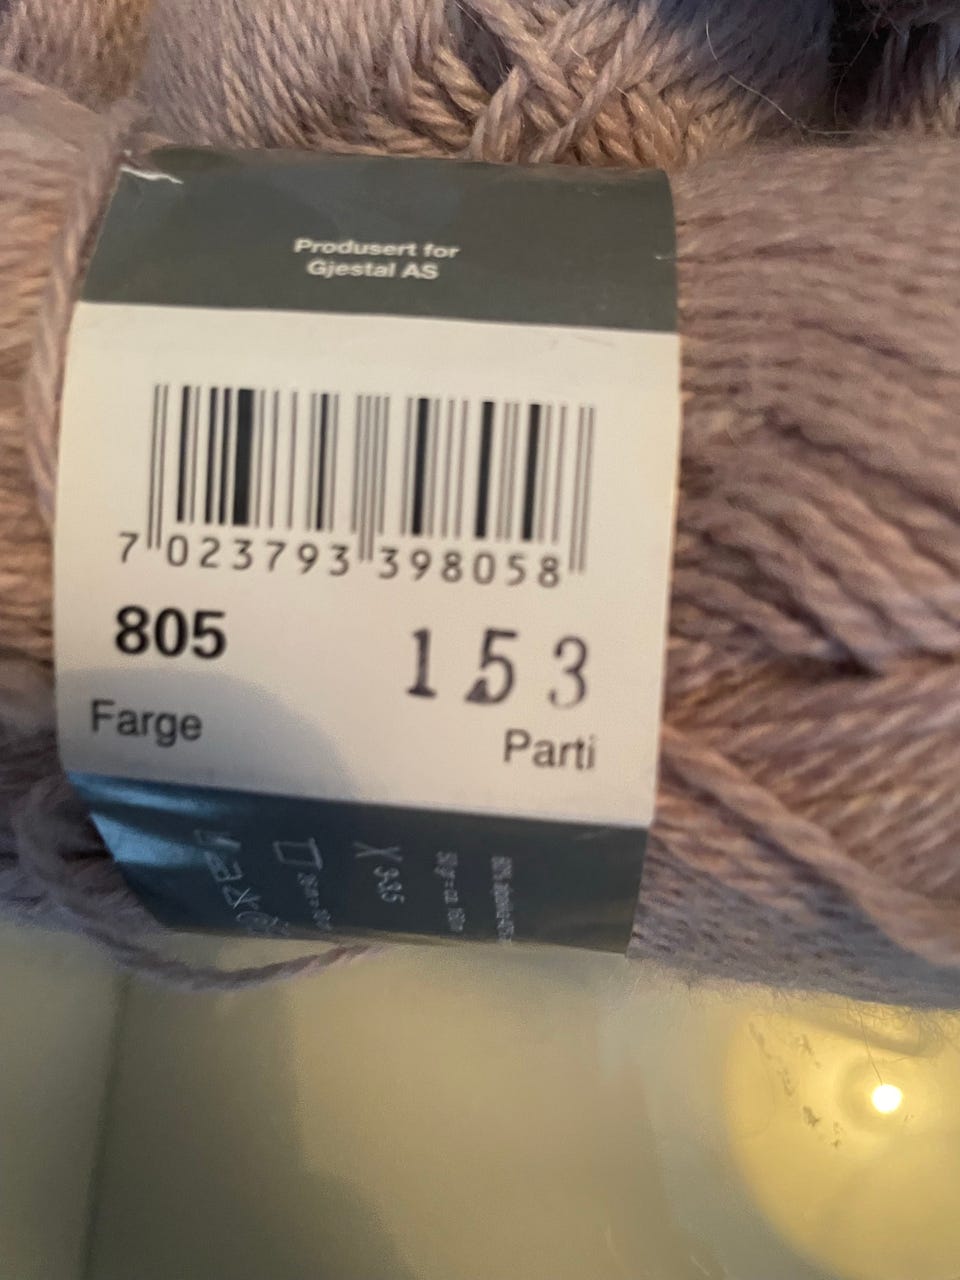 Produsert for
Gjestal AS
7 023793 398058
805 153
Farge Parti